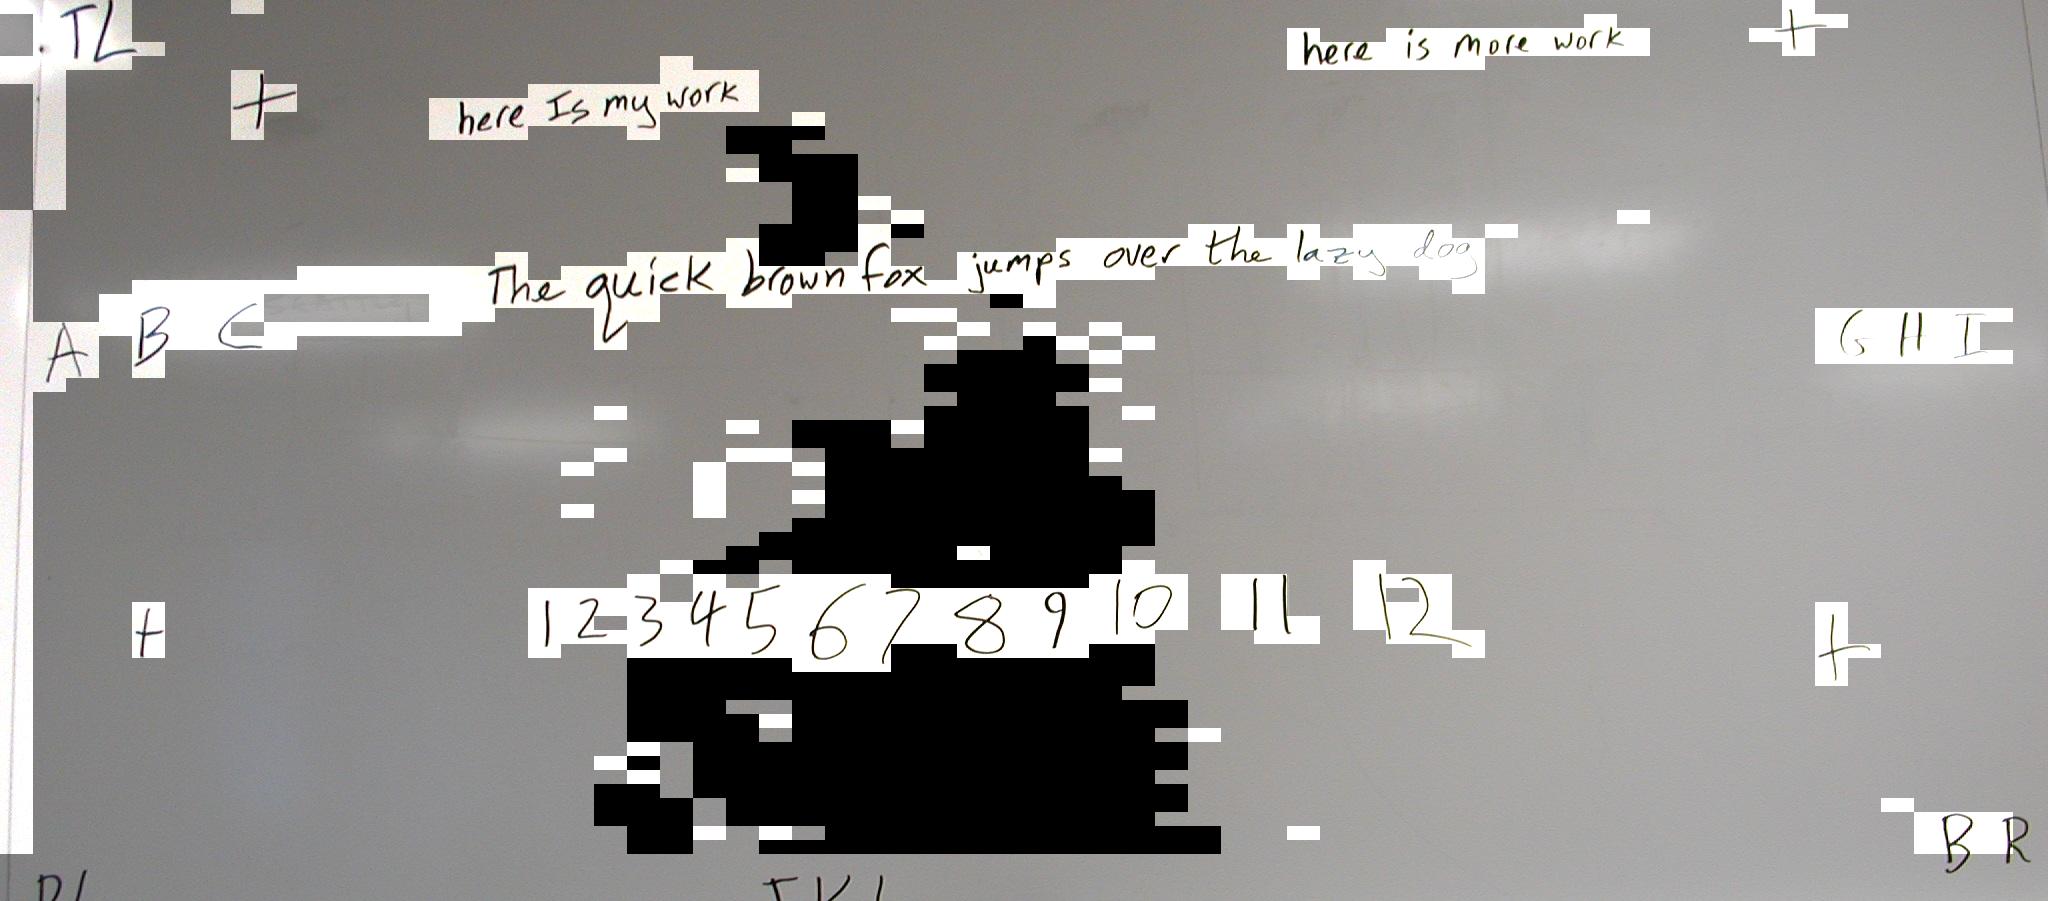 TL
here is more work
+
+
here Is my work
The quick brown fox jumps over the lazy dog
A B C
G H I
+
1 2 3 4 5 6 7 8 9 10 11 12
+
B R